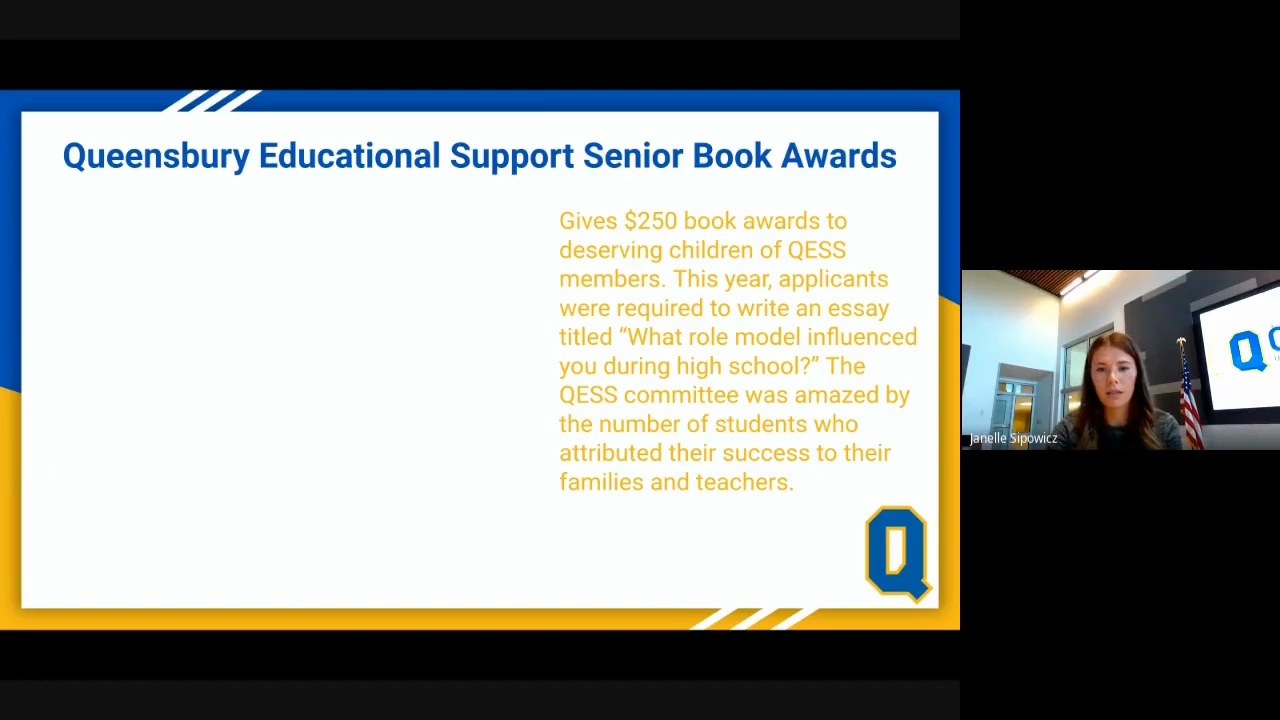 Queensbury Educational Support Senior Book Awards
Gives $250 book awards to
deserving children of QESS
members. This year, applicants
were required to write an essay
titled “What role model influenced
you during high school?” The
QESS committee was amazed by
the number of students who
attributed their success to their
families and teachers.
Q
Q
Janelle Sipowicz